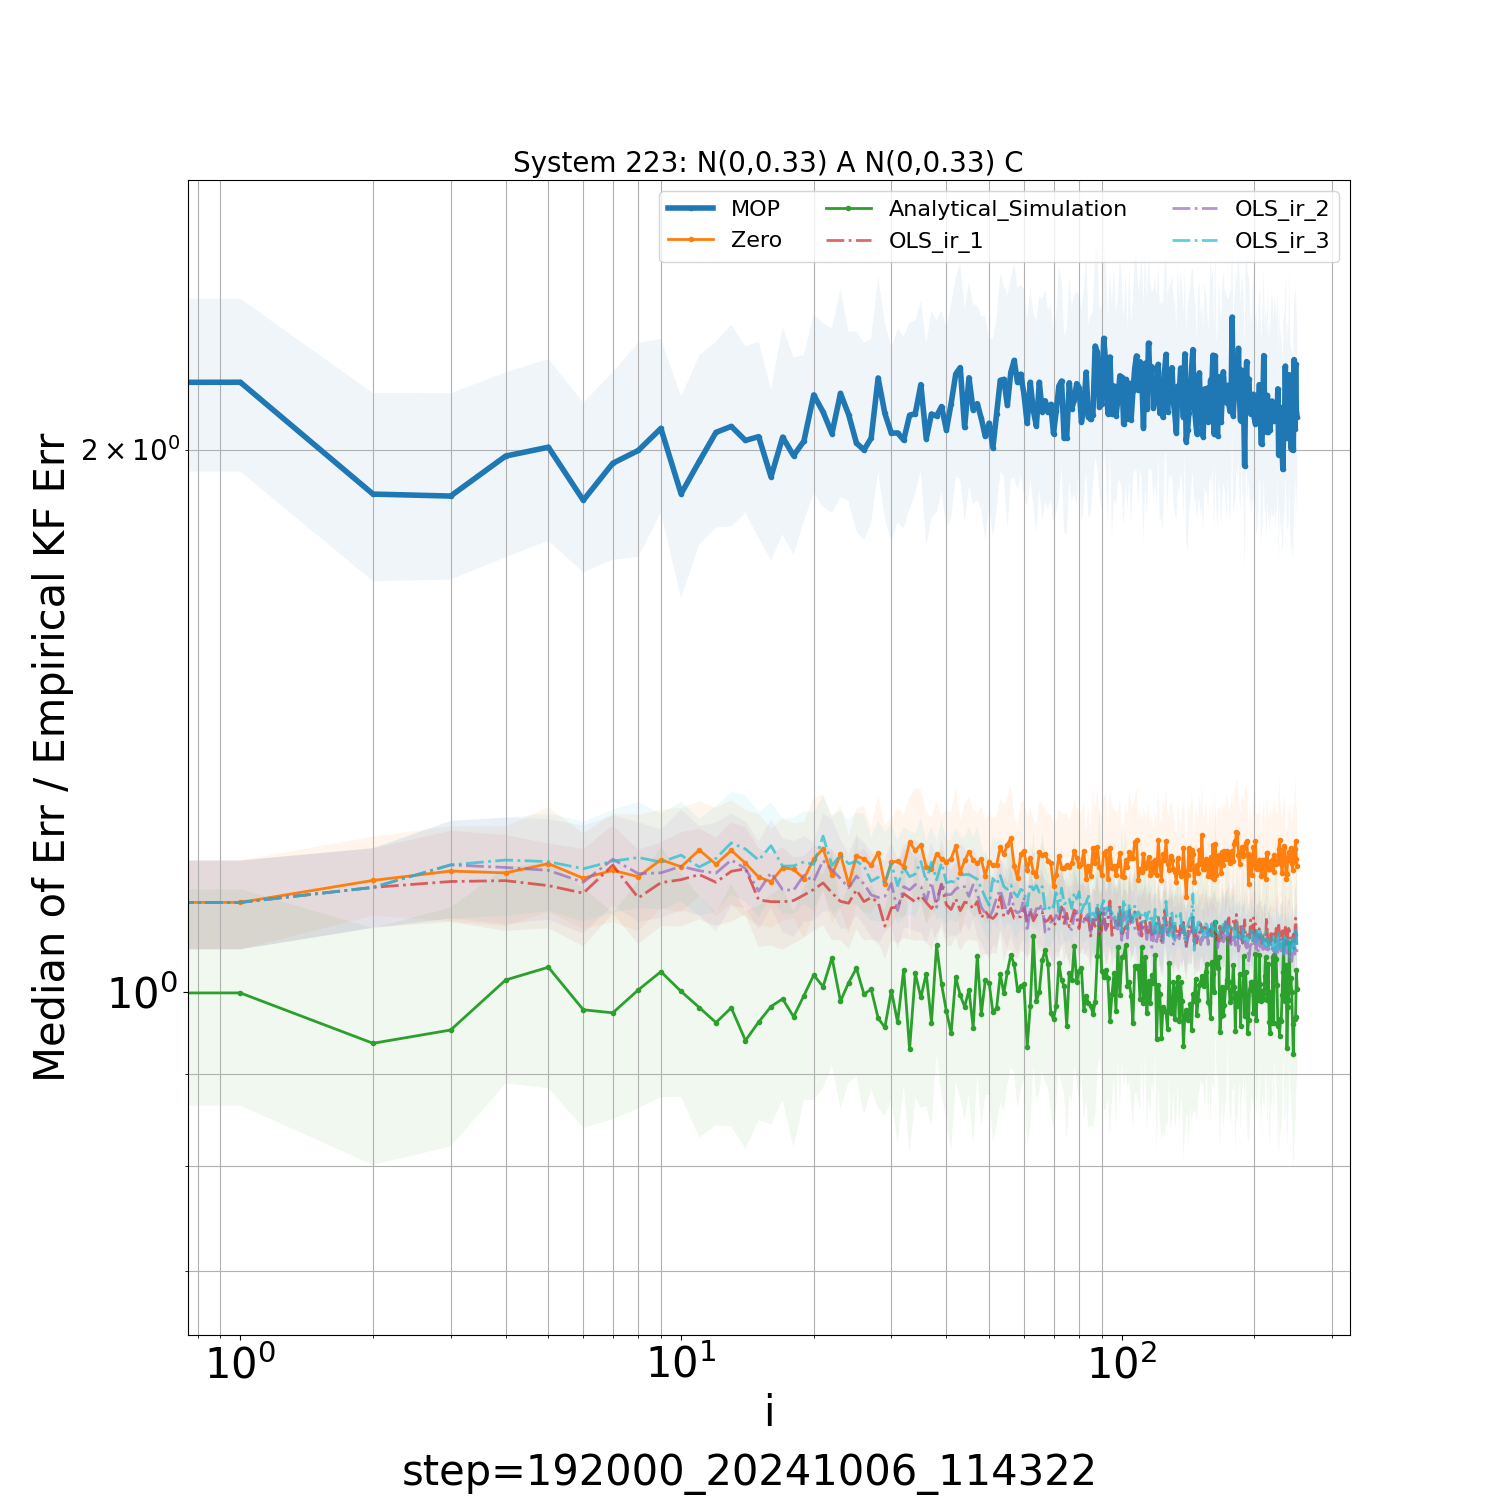 System 223: N(0,0.33) A N(0,0.33) C
MOP
Zero
Analytical_Simulation
OLS_ir_1
OLS_ir_2
OLS_ir_3
Median of Err / Empirical KF Err
2 × 10⁰
10⁰
10⁰
10¹
10²
i
step=192000_20241006_114322